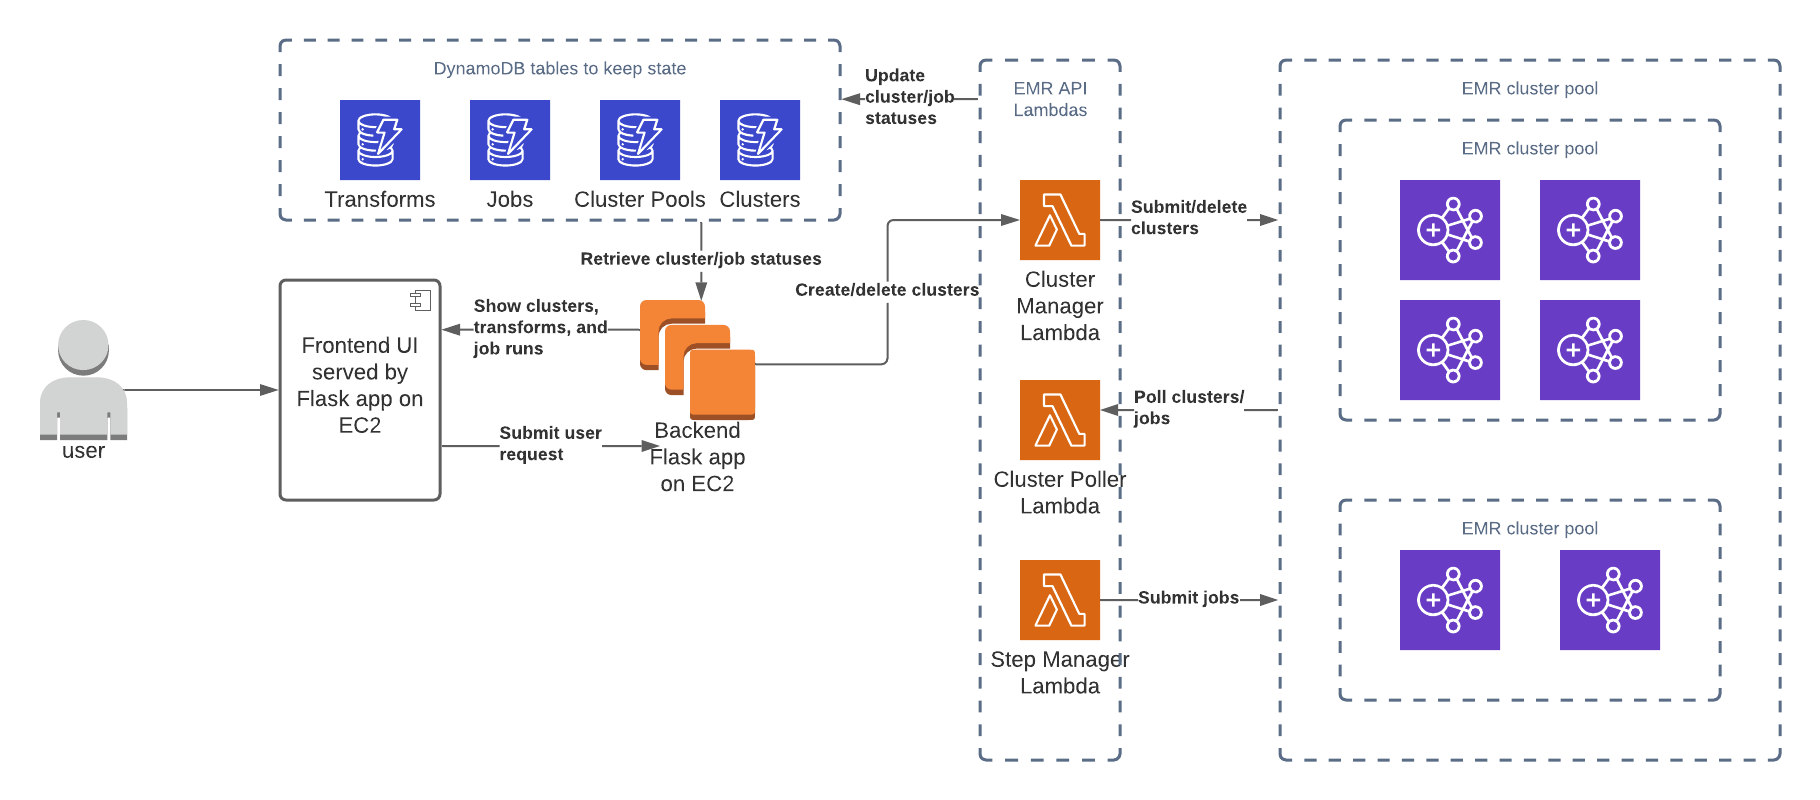 DynamoDB tables to keep state
Transforms
Jobs
Cluster Pools
Clusters
Update
cluster/job
statuses
EMR API
Lambdas
EMR cluster pool
EMR cluster pool
Retrieve cluster/job statuses
Create/delete clusters
Submit/delete
clusters
Cluster
Manager
Lambda
Show clusters,
transforms, and
job runs
Frontend UI
served by
Flask app on
EC2
user
Submit user
request
Backend
Flask app
on EC2
Poll clusters/
jobs
Cluster Poller
Lambda
EMR cluster pool
Submit jobs
Step Manager
Lambda